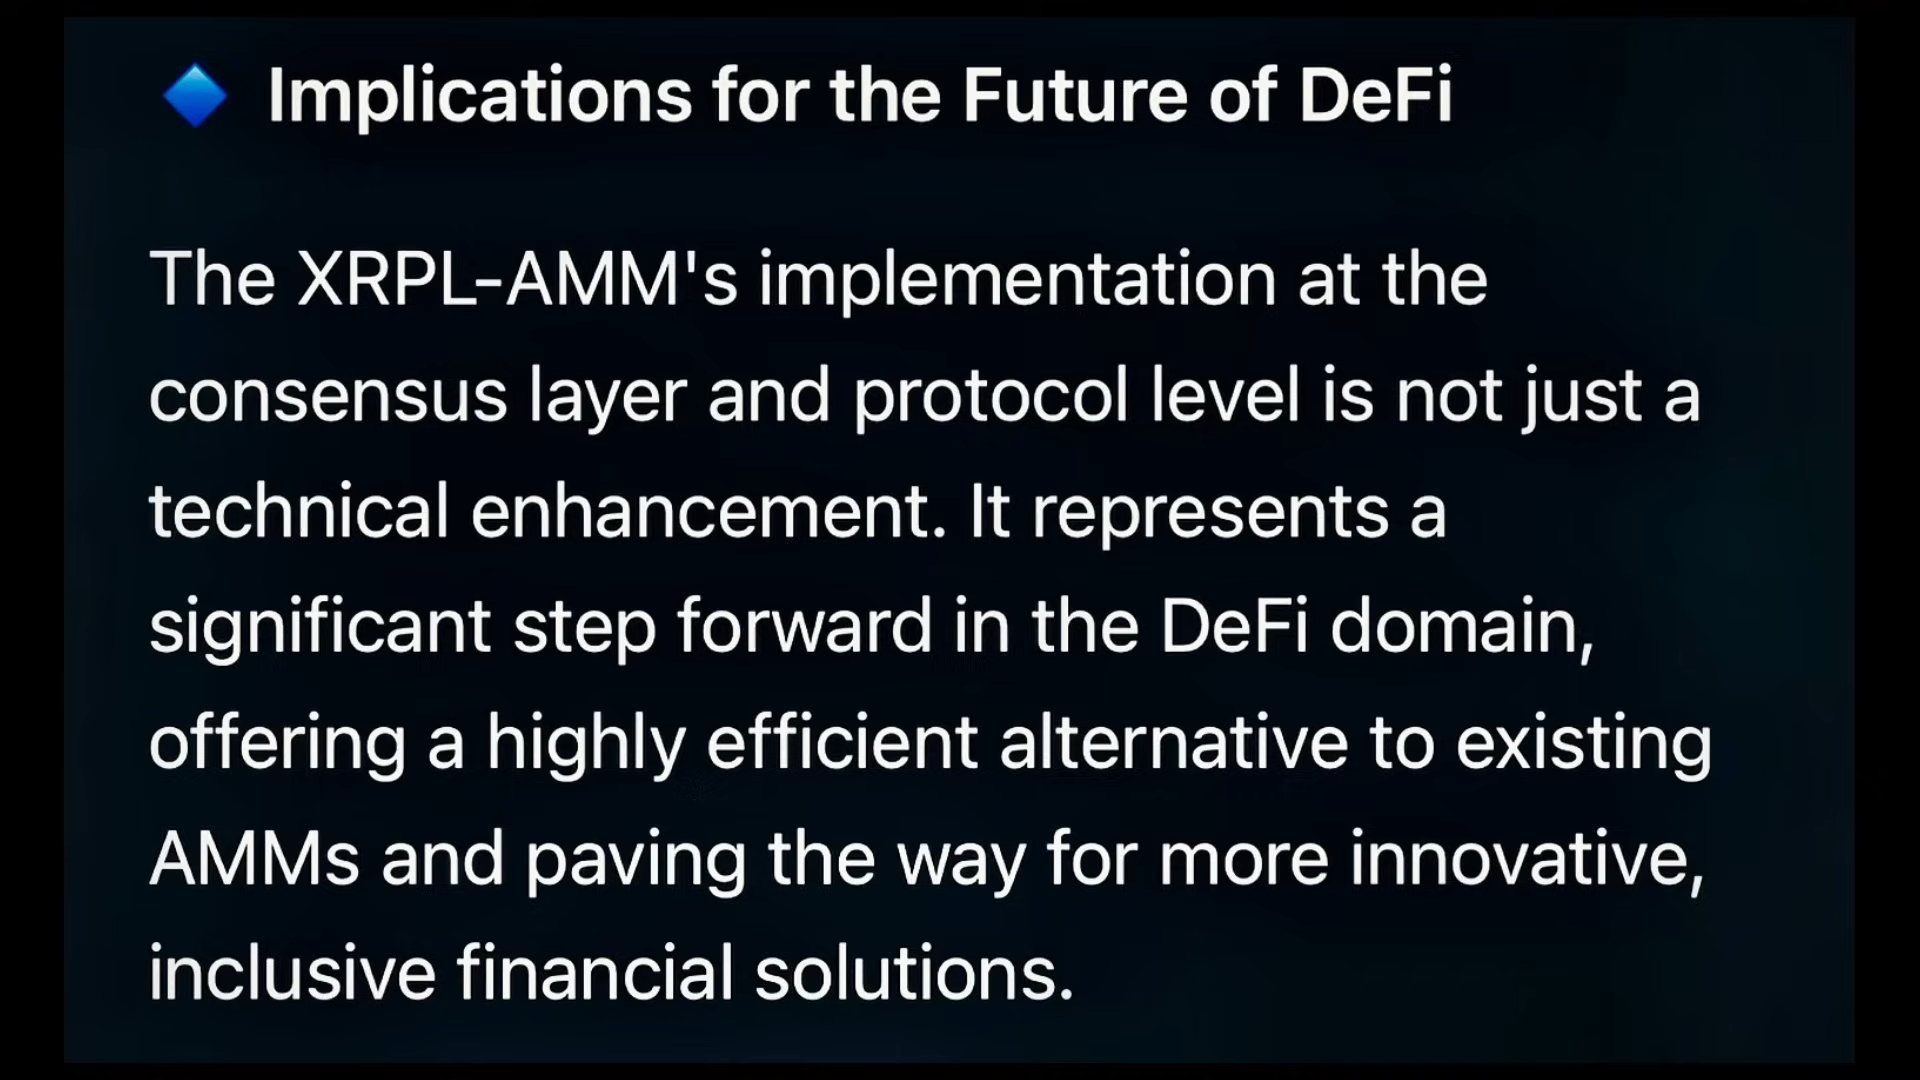 Implications for the Future of DeFi
The XRPL-AMM's implementation at the
consensus layer and protocol level is not just a
technical enhancement. It represents a
significant step forward in the DeFi domain,
offering a highly efficient alternative to existing
AMMs and paving the way for more innovative,
inclusive financial solutions.